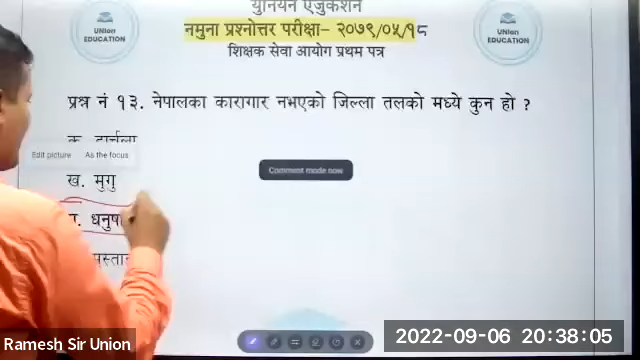 युनियन एजुकेशन
नमुना प्रश्नोत्तर परीक्षा– २०७९/०५/१८
शिक्षक सेवा आयोग प्रथम पत्र
UNion
EDUCATION
UNion
EDUCATION
प्रश्न नं १३. नेपालका कारागार नभएको जिल्ला तलको मध्ये कुन हो ?
क. दार्चुला
Edit picture As the focus
Comment mode now
ख. मुगु
ग. धनुषा
Ramesh Sir Union
2022-09-06 20:38:05